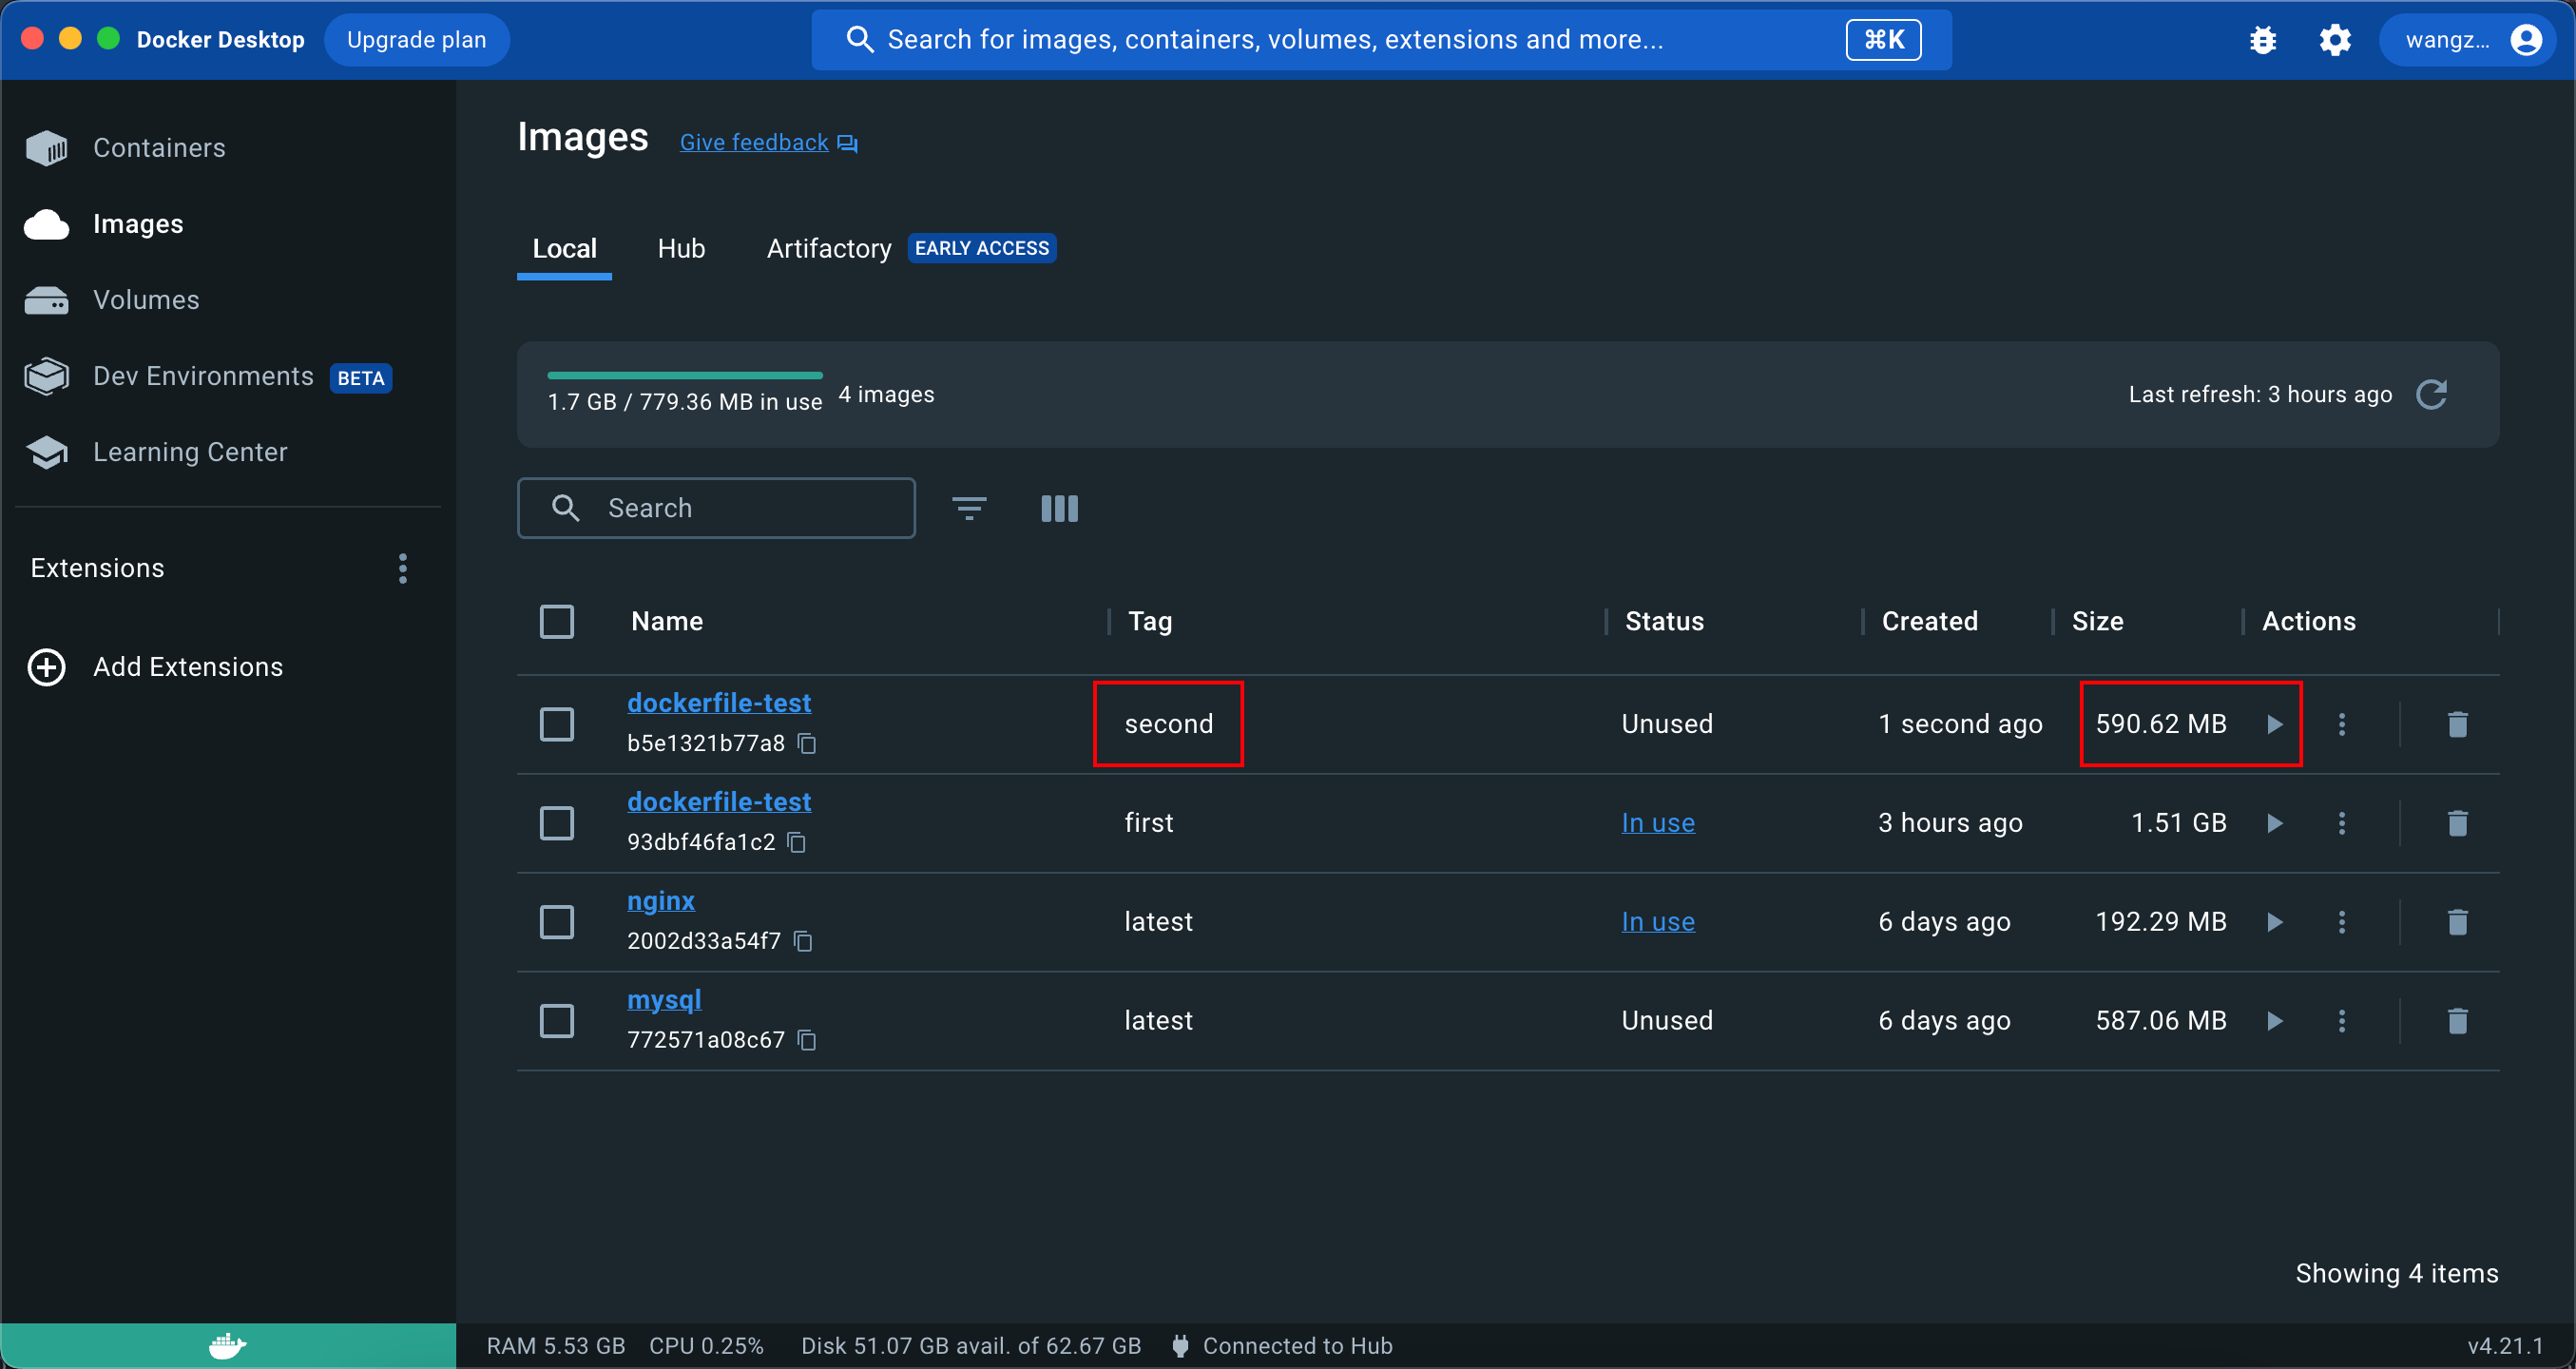 Docker Desktop Upgrade plan Search for images, containers, volumes, extensions and more... ⌘K wangz...
Containers
Images
Volumes
Dev Environments BETA
Learning Center
Extensions
Add Extensions
Images Give feedback
Local Hub Artifactory EARLY ACCESS
1.7 GB / 779.36 MB in use 4 images Last refresh: 3 hours ago
Search
Name Tag Status Created Size Actions
dockerfile-test
b5e1321b77a8 second Unused 1 second ago 590.62 MB
dockerfile-test
93dbf46fa1c2 first In use 3 hours ago 1.51 GB
nginx
2002d33a54f7 latest In use 6 days ago 192.29 MB
mysql
772571a08c67 latest Unused 6 days ago 587.06 MB
Showing 4 items
RAM 5.53 GB CPU 0.25% Disk 51.07 GB avail. of 62.67 GB Connected to Hub v4.21.1